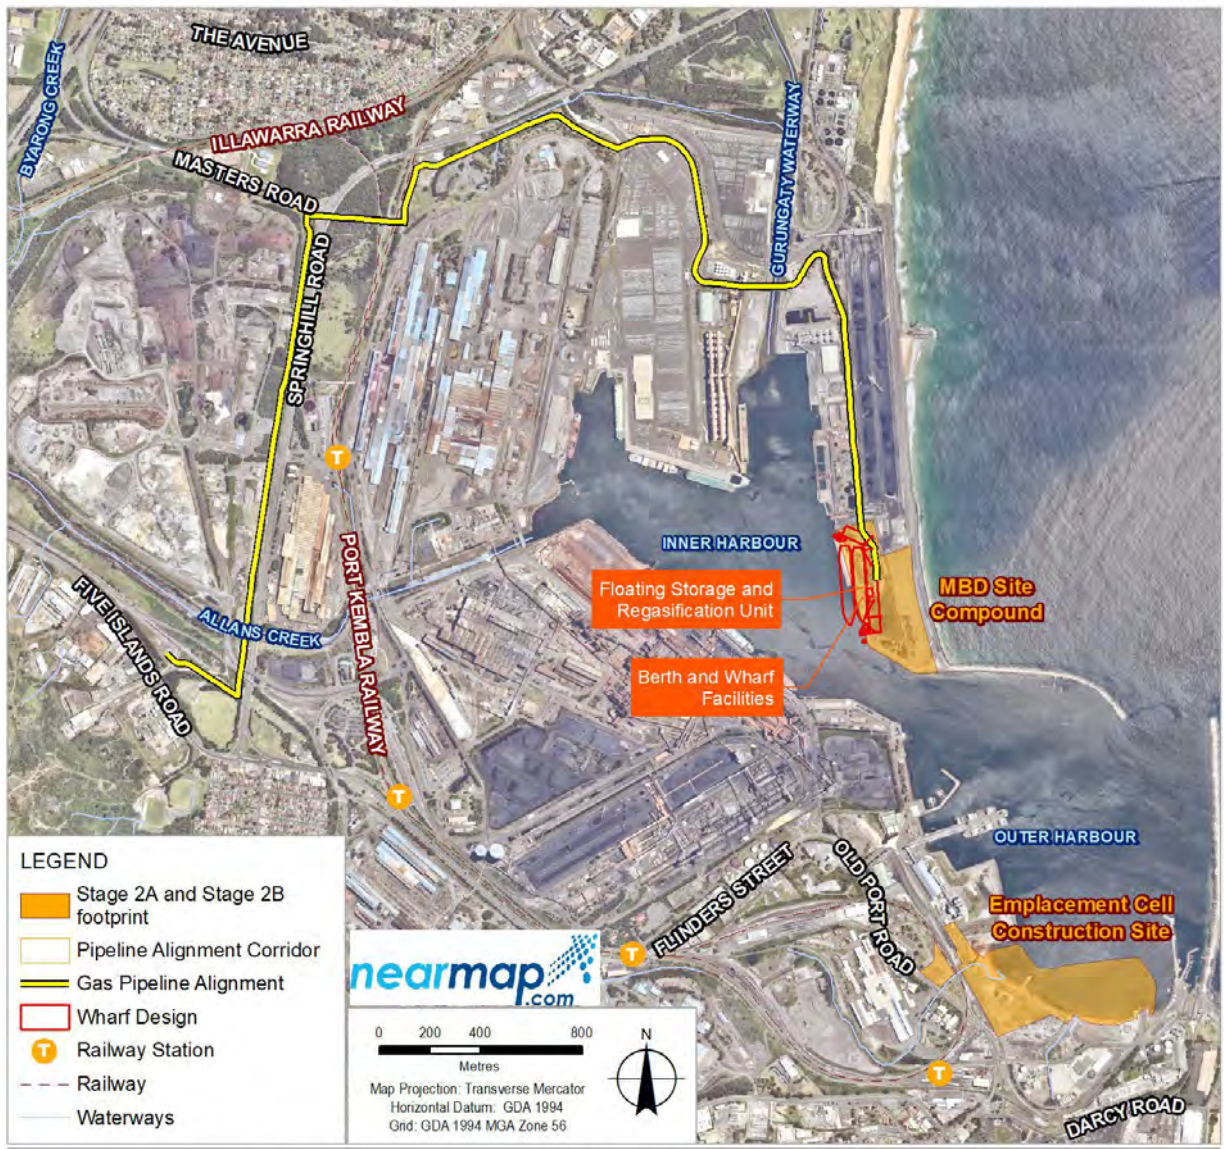 THE AVENUE
BYARONG CREEK
ILLAWARRA RAILWAY
MASTERS ROAD
GURUNGATY WATERWAY
SPRINGHILL ROAD
INNER HARBOUR
PORT KEMBLA RAILWAY
Floating Storage and
Regasification Unit
MBD Site
Compound
FIVE ISLANDS ROAD
ALLANS CREEK
Berth and Wharf
Facilities
OUTER HARBOUR
FLINDERS STREET
OLD PORT ROAD
Emplacement Cell
Construction Site
DARCY ROAD
T
T
T
T
LEGEND
Stage 2A and Stage 2B
footprint
Pipeline Alignment Corridor
Gas Pipeline Alignment
Wharf Design
T Railway Station
Railway
Waterways
nearmap
.com
0 200 400 800
Metres
Map Projection: Transverse Mercator
Horizontal Datum: GDA 1994
Grid: GDA 1994 MGA Zone 56
N